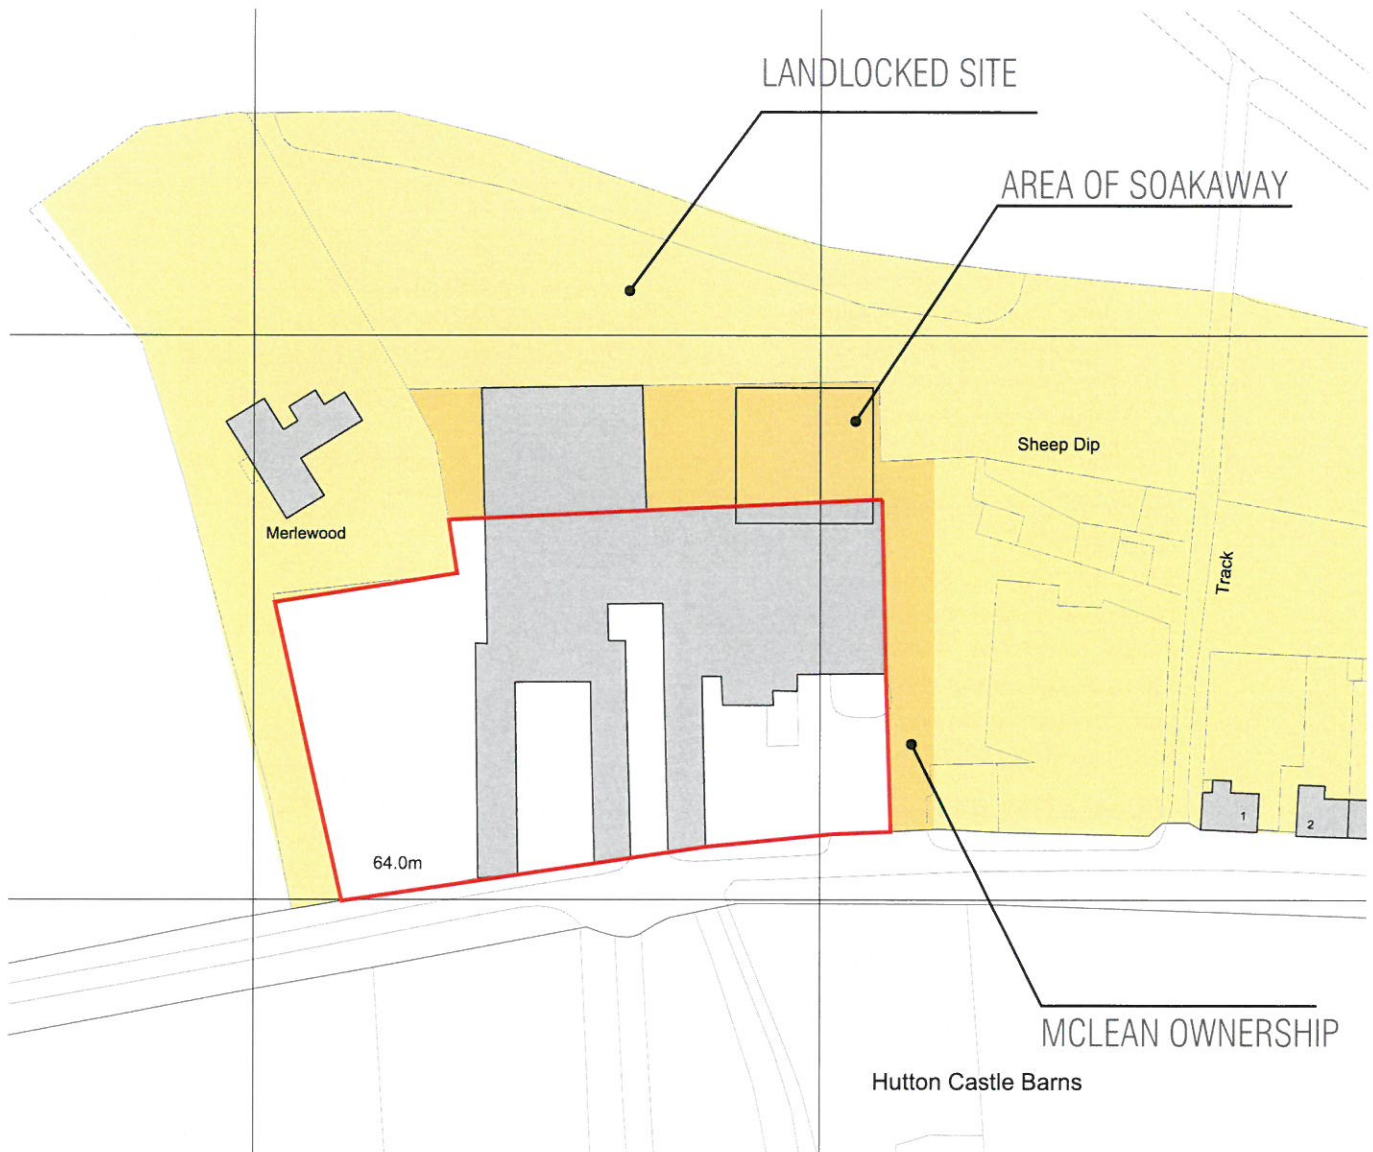 LANDLOCKED SITE
AREA OF SOAKAWAY
Sheep Dip
Merlewood
Track
1
2
64.0m
MCLEAN OWNERSHIP
Hutton Castle Barns